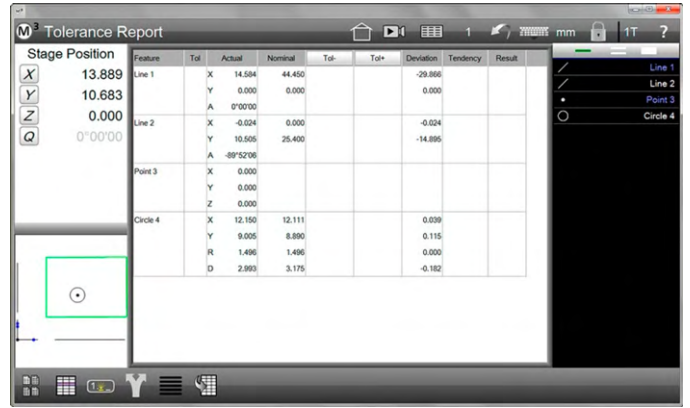 M3 Tolerance Report 1 mm 1T ?
Stage Position
X 13.889
Y 10.683
Z 0.000
Q 0°00'00
Feature Tol Actual Nominal Tol- Tol+ Deviation Tendency Result
Line 1 X 14.584 44.450 -29.866
Y 0.000 0.000 0.000
A 0°00'00
Line 2 X -0.024 0.000 -0.024
Y 10.505 25.400 -14.895
A -89°52'06
Point 3 X 0.000
Y 0.000
Z 0.000
Circle 4 X 12.150 12.111 0.039
Y 9.005 8.890 0.115
R 1.496 1.496 0.000
D 2.993 3.175 -0.182
Line 1
Line 2
Point 3
Circle 4